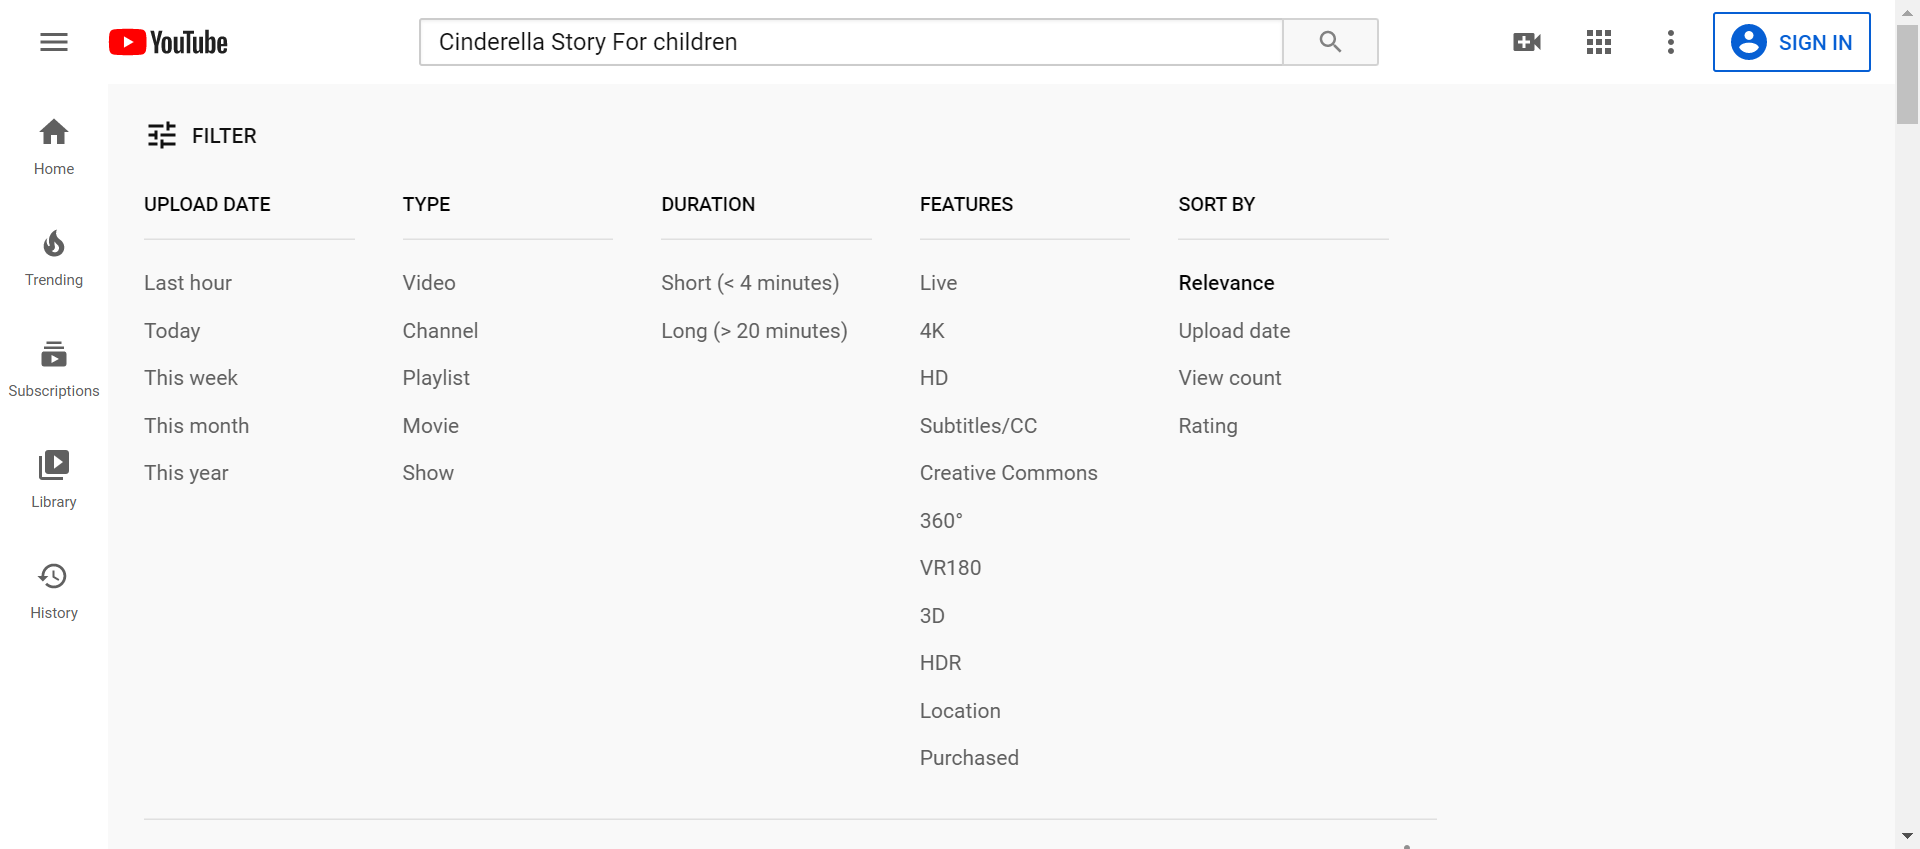 YouTube
Cinderella Story For children
SIGN IN
Home
Trending
Subscriptions
Library
History
FILTER
UPLOAD DATE
Last hour
Today
This week
This month
This year
TYPE
Video
Channel
Playlist
Movie
Show
DURATION
Short (< 4 minutes)
Long (> 20 minutes)
FEATURES
Live
4K
HD
Subtitles/CC
Creative Commons
360°
VR180
3D
HDR
Location
Purchased
SORT BY
Relevance
Upload date
View count
Rating